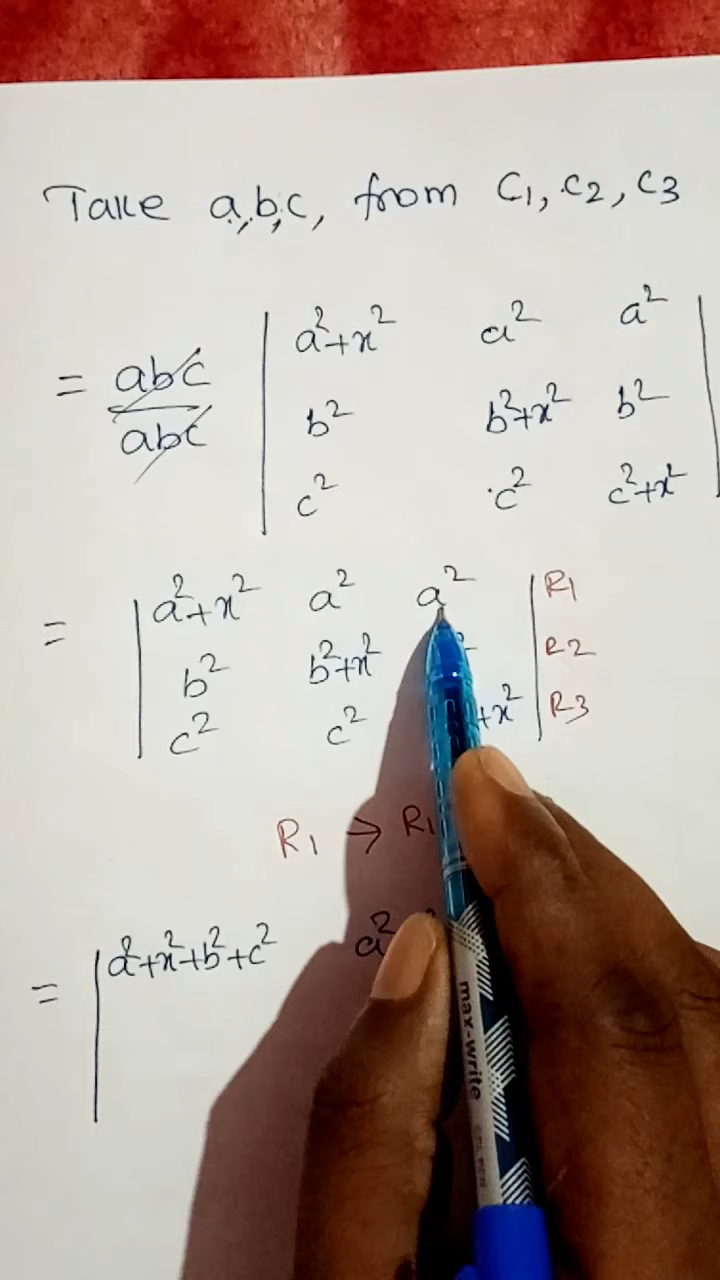 Take a,b,c, from C1, C2, C3
= abc/abc | a²+x² a² a² |
| b² b²+x² b² |
| c² c² c²+x² |
= | a²+x² a² a² | R1
| b² b²+x² | R2
| c² c² +x² | R3
R1 → R1
= | a²+x²+b²+c² a²
max-write